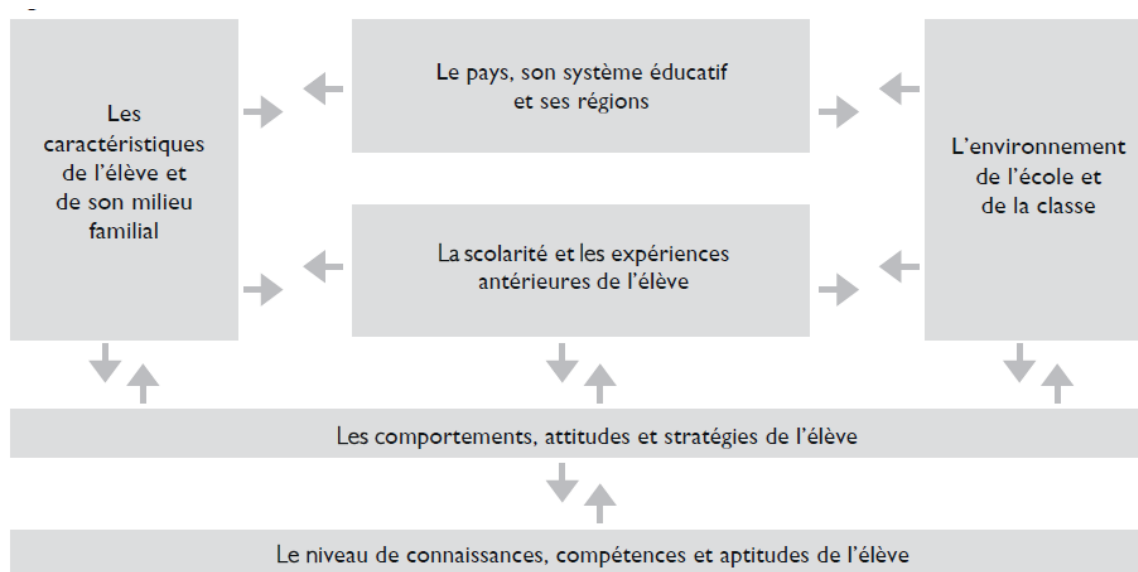 Les
caractéristiques
de l'élève et
de son milieu
familial
Le pays, son système éducatif
et ses régions
La scolarité et les expériences
antérieures de l'élève
L'environnement
de l'école et
de la classe
Les comportements, attitudes et stratégies de l'élève
Le niveau de connaissances, compétences et aptitudes de l'élève